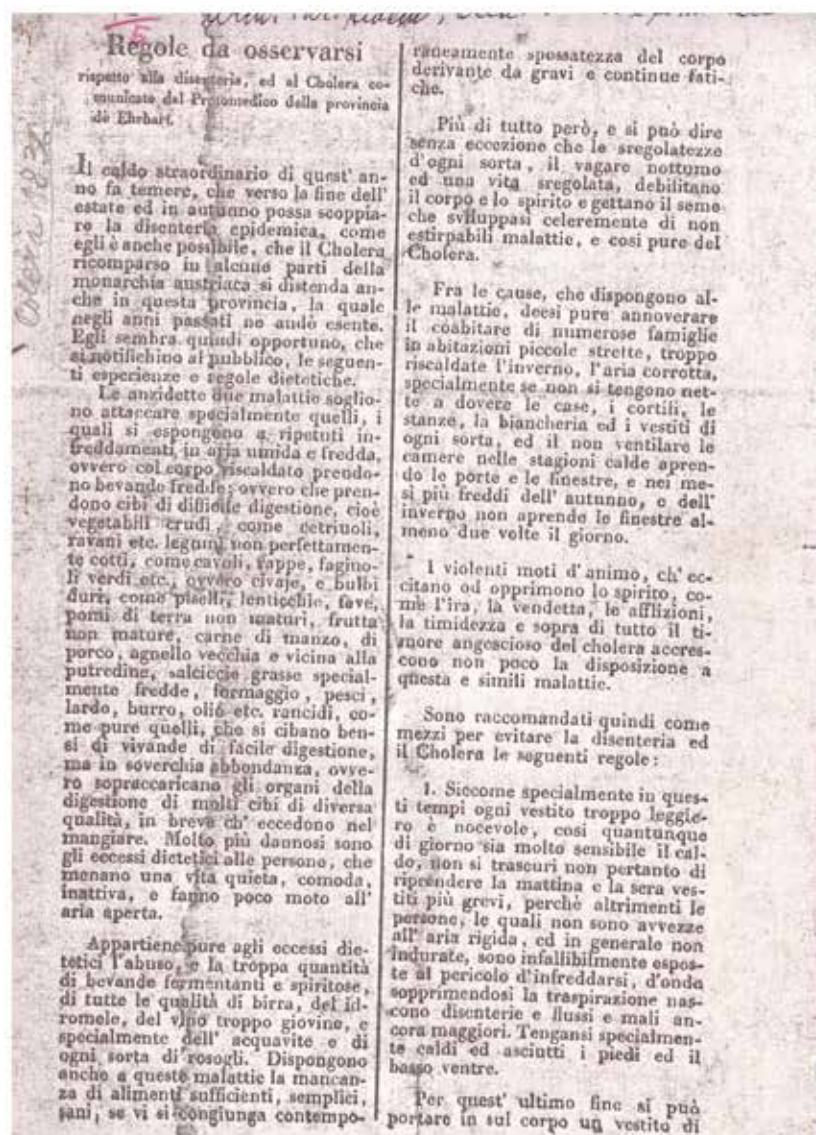 5
Regole da osservarsi
rispetto alla disenteria, ed al Cholera co-
municate dal Protomedico della provincia
de Ehrhart.
Il caldo straordinario di quest' an-
no fa temere, che verso la fine dell'
estate ed in autunno possa scoppia-
re la disenteria epidemica, come
egli è anche possibile, che il Cholera
ricomparso in alcune parti della
monarchia austriaca si distenda an-
che in questa provincia, la quale
negli anni passati ne andò esente.
Egli sembra quindi opportuno, che
si notifichino al pubblico, le seguen-
ti esperienze e regole dietetiche.
Le anzidette due malattie soglio-
no attaccare specialmente quelli, i
quali si espongono a ripetuti in-
freddamenti in aria umida e fredda,
ovvero col corpo riscaldato prendo-
no bevande fredde; ovvero che pren-
dono cibi di difficile digestione, cioè
vegetabili crudi, come cetriuoli,
ravani etc. legumi non perfettamen-
te cotti, come cavoli, rappe, fagiuo-
li verdi etc., ovvero civaje, e bulbi
duri, come piselli, lenticchie, fave,
pomi di terra non maturi, frutta
non mature, carne di manzo, di
porco, agnello vecchia e vicina alla
putredine, salciccie grasse special-
mente fredde, formaggio, pesci,
lardo, burro, olio etc. rancidi, co-
me pure quelli, che si cibano ben-
sì di vivande di facile digestione,
ma in soverchia abbondanza, ovve-
ro sopraccaricano gli organi della
digestione di molti cibi di diversa
qualità, in breve ch' eccedono nel
mangiare. Molto più dannosi sono
gli eccessi dietetici alle persone, che
menano una vita quieta, comoda,
inattiva, e fanno poco moto all'
aria aperta.
Appartiene pure agli eccessi die-
tetici l'abuso, e la troppa quantità
di bevande fermentanti e spiritose,
di tutte le qualità di birra, del id-
romele, del vino troppo giovine, e
specialmente dell' acquavite e di
ogni sorta di rosogli. Dispongono
anche a queste malattie la mancan-
za di alimenti sufficienti, semplici,
sani, se vi si congiunga contempo-
raneamente spossatezza del corpo
derivante da gravi e continue fati-
che.
Più di tutto però, e si può dire
senza eccezione che le sregolatezze
d'ogni sorta, il vagare notturno
ed una vita sregolata, debilitano
il corpo e lo spirito e gettano il seme
che sviluppasi celeremente di non
estirpabili malattie, e così pure del
Cholera.
Fra le cause, che dispongono al-
le malattie, deesi pure annoverare
il coabitare di numerose famiglie
in abitazioni piccole strette, troppo
riscaldate l'inverno, l'aria corrotta,
specialmente se non si tengono net-
te a dovere le case, i cortili, le
stanze, la biancheria ed i vestiti di
ogni sorta, ed il non ventilare le
camere nelle stagioni calde apren-
do le porte e le finestre, e nei me-
si più freddi dell' autunno, e dell'
inverno non aprendo le finestre al-
meno due volte il giorno.
I violenti moti d' animo, ch' ec-
citano od opprimono lo spirito, co-
me l'ira, la vendetta, le afflizioni,
la timidezza e sopra di tutto il ti-
more angoscioso del cholera accres-
cono non poco la disposizione a
questa e simili malattie.
Sono raccomandati quindi come
mezzi per evitare la disenteria ed
il Cholera le seguenti regole:
1. Siccome specialmente in ques-
ti tempi ogni vestito troppo leggie-
ro è nocevole, così quantunque
di giorno sia molto sensibile il cal-
do, non si trascuri non pertanto di
riprendere la mattina e la sera ves-
titi più grevi, perchè altrimenti le
persone, le quali non sono avvezze
all' aria rigida, ed in generale non
indurate, sono infallibilmente espos-
te al pericolo d'infreddarsi, d'onde
sopprimendosi la traspirazione nas-
cono disenterie e flussi e mali an-
cora maggiori. Tengansi specialmen-
te caldi ed asciutti i piedi ed il
basso ventre.
Per quest' ultimo fine si può
portare in sul corpo un vestito di